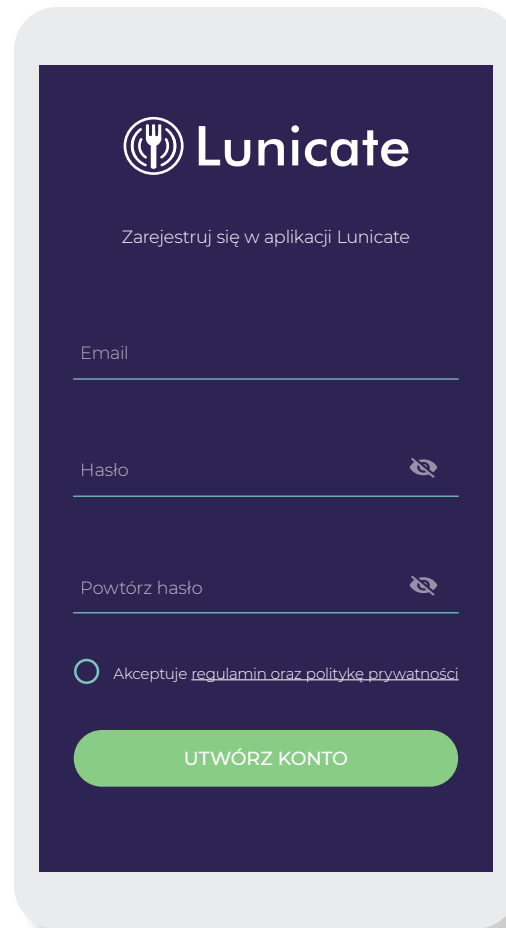 Lunicate
Zarejestruj się w aplikacji Lunicate
Email
Hasło
Powtórz hasło
Akceptuje regulamin oraz politykę prywatności
UTWÓRZ KONTO